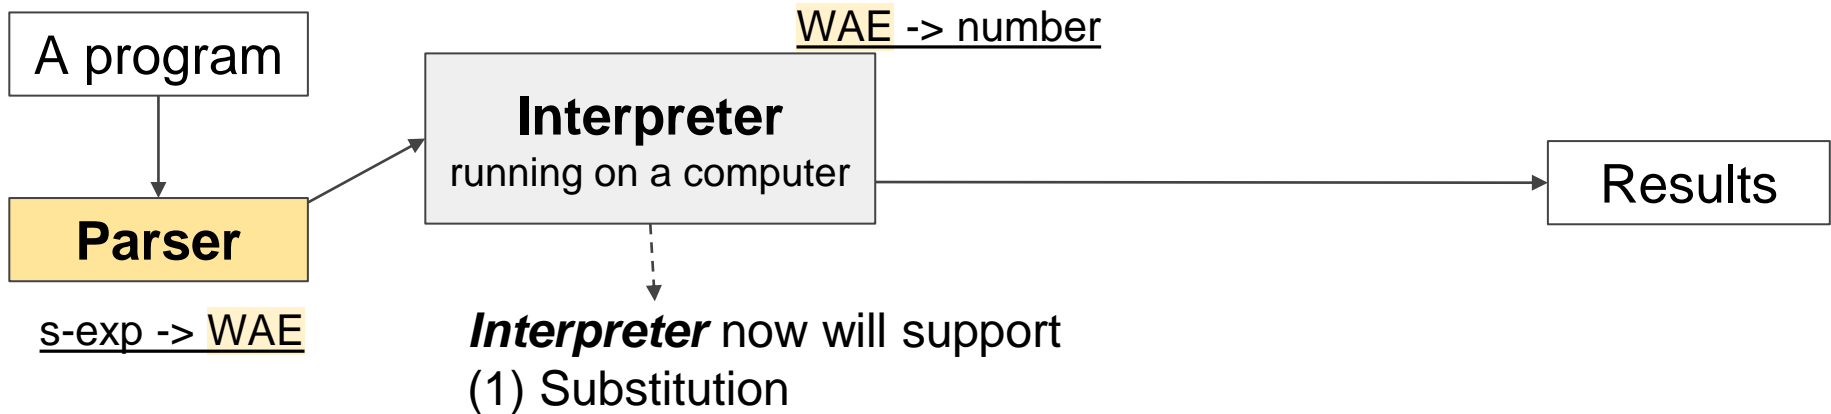 A program
WAE -> number
Interpreter
running on a computer
Parser
Results
s-exp -> WAE
Interpreter now will support
(1) Substitution